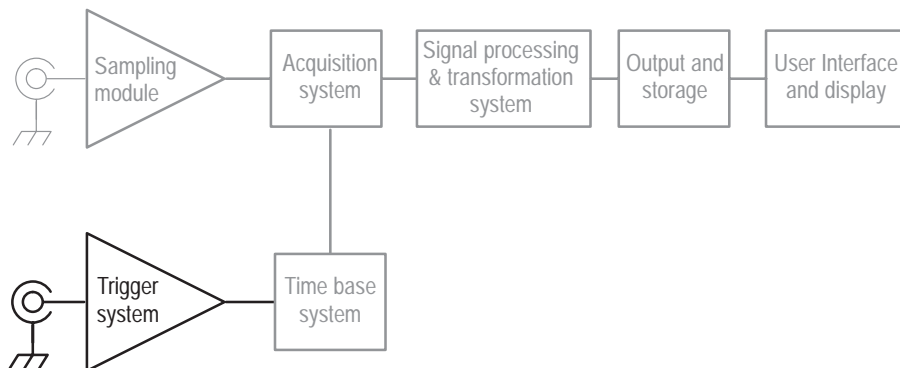 Sampling
module
Acquisition
system
Signal processing
& transformation
system
Output and
storage
User Interface
and display
Trigger
system
Time base
system